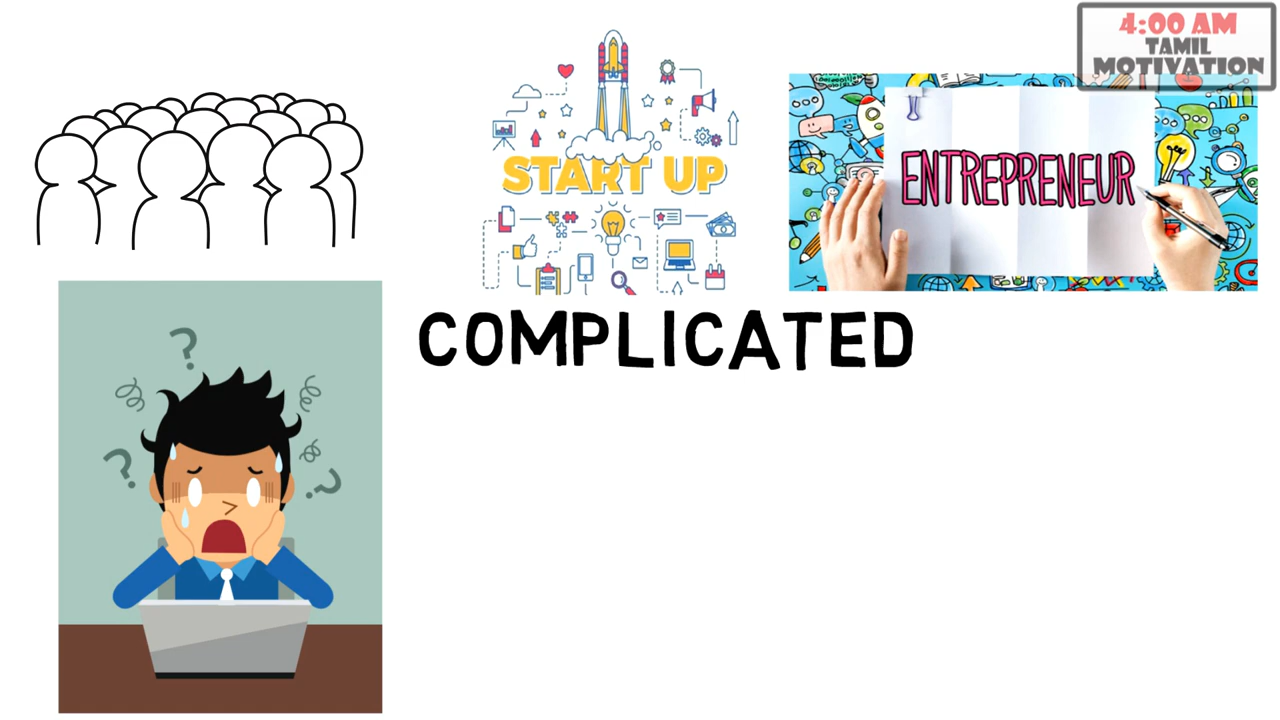 4:00 AM
TAMIL
MOTIVATION
START UP
ENTREPRENEUR
COMPLICATED